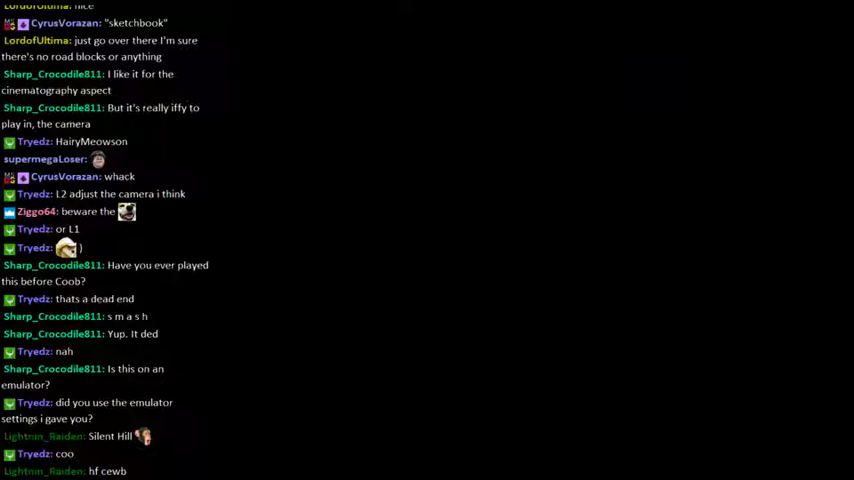 LordofUltima: nice
CyrusVorazan: "sketchbook"
LordofUltima: just go over there I'm sure
there's no road blocks or anything
Sharp_Crocodile811: I like it for the
cinematography aspect
Sharp_Crocodile811: But it's really iffy to
play in, the camera
Tryedz: HairyMeowson
supermegaLoser:
CyrusVorazan: whack
Tryedz: L2 adjust the camera i think
Ziggo64: beware the
Tryedz: or L1
Tryedz: )
Sharp_Crocodile811: Have you ever played
this before Coob?
Tryedz: thats a dead end
Sharp_Crocodile811: s m a s h
Sharp_Crocodile811: Yup. It ded
Tryedz: nah
Sharp_Crocodile811: Is this on an
emulator?
Tryedz: did you use the emulator
settings i gave you?
Lightnin_Raiden: Silent Hill
Tryedz: coo
Lightnin_Raiden: hf cewb